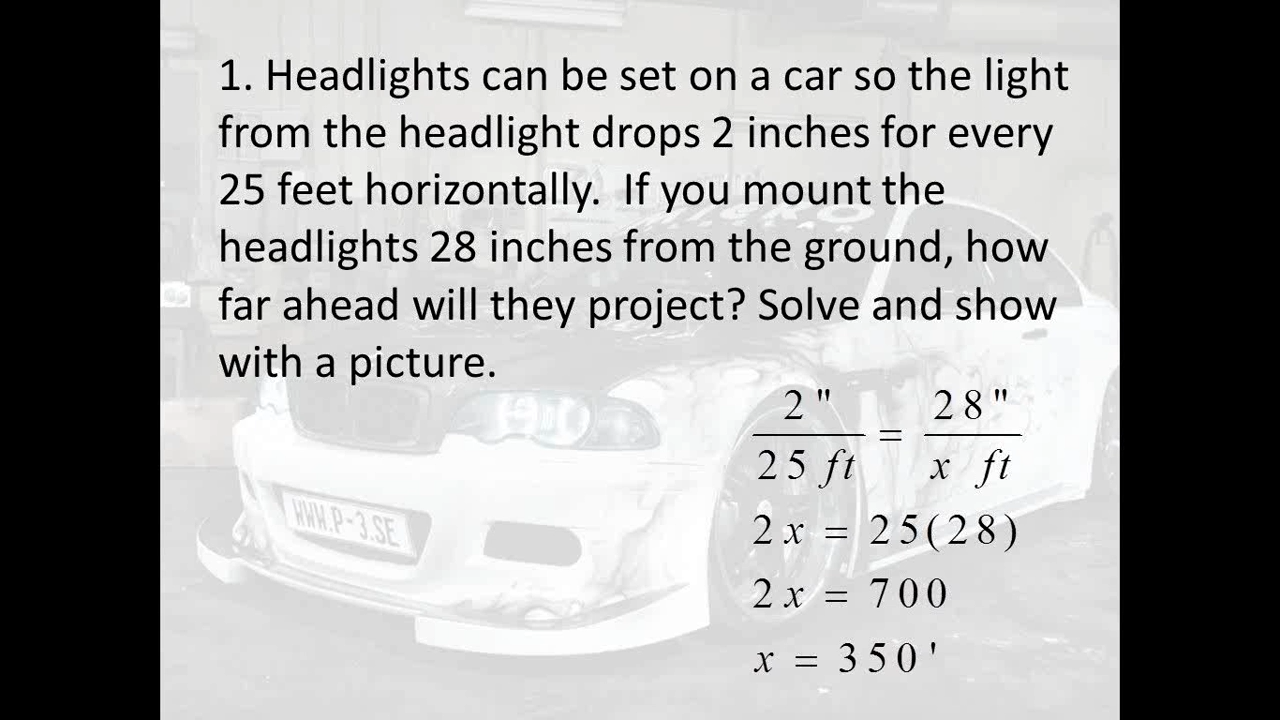 1. Headlights can be set on a car so the light
from the headlight drops 2 inches for every
25 feet horizontally.  If you mount the
headlights 28 inches from the ground, how
far ahead will they project? Solve and show
with a picture.
2" / 25 ft = 28" / x ft
2x = 25(28)
2x = 700
x = 350'
WWW.P-3.SE